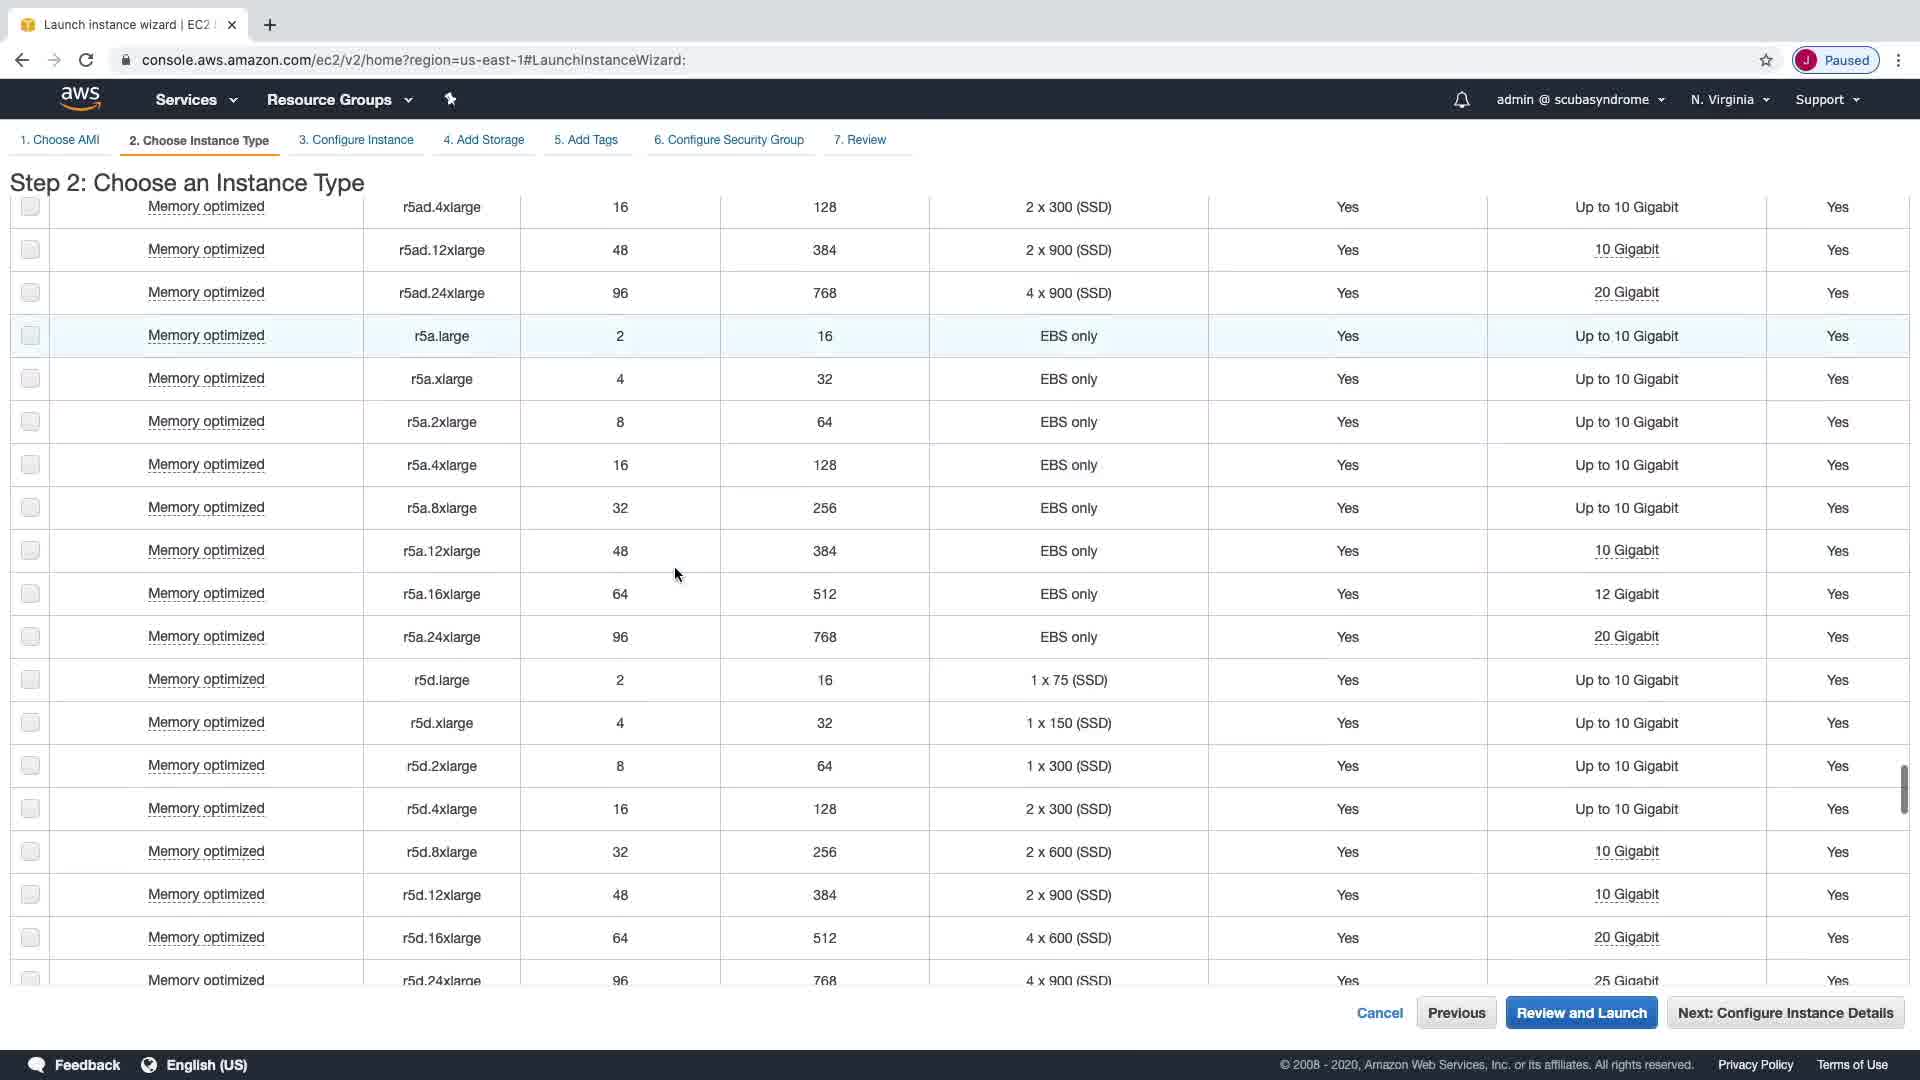 Launch instance wizard | EC2
console.aws.amazon.com/ec2/v2/home?region=us-east-1#LaunchInstanceWizard:
J Paused
aws Services Resource Groups admin @ scubasyndrome N. Virginia Support
1. Choose AMI 2. Choose Instance Type 3. Configure Instance 4. Add Storage 5. Add Tags 6. Configure Security Group 7. Review
Step 2: Choose an Instance Type
Memory optimized r5ad.4xlarge 16 128 2 x 300 (SSD) Yes Up to 10 Gigabit Yes
Memory optimized r5ad.12xlarge 48 384 2 x 900 (SSD) Yes 10 Gigabit Yes
Memory optimized r5ad.24xlarge 96 768 4 x 900 (SSD) Yes 20 Gigabit Yes
Memory optimized r5a.large 2 16 EBS only Yes Up to 10 Gigabit Yes
Memory optimized r5a.xlarge 4 32 EBS only Yes Up to 10 Gigabit Yes
Memory optimized r5a.2xlarge 8 64 EBS only Yes Up to 10 Gigabit Yes
Memory optimized r5a.4xlarge 16 128 EBS only Yes Up to 10 Gigabit Yes
Memory optimized r5a.8xlarge 32 256 EBS only Yes Up to 10 Gigabit Yes
Memory optimized r5a.12xlarge 48 384 EBS only Yes 10 Gigabit Yes
Memory optimized r5a.16xlarge 64 512 EBS only Yes 12 Gigabit Yes
Memory optimized r5a.24xlarge 96 768 EBS only Yes 20 Gigabit Yes
Memory optimized r5d.large 2 16 1 x 75 (SSD) Yes Up to 10 Gigabit Yes
Memory optimized r5d.xlarge 4 32 1 x 150 (SSD) Yes Up to 10 Gigabit Yes
Memory optimized r5d.2xlarge 8 64 1 x 300 (SSD) Yes Up to 10 Gigabit Yes
Memory optimized r5d.4xlarge 16 128 2 x 300 (SSD) Yes Up to 10 Gigabit Yes
Memory optimized r5d.8xlarge 32 256 2 x 600 (SSD) Yes 10 Gigabit Yes
Memory optimized r5d.12xlarge 48 384 2 x 900 (SSD) Yes 10 Gigabit Yes
Memory optimized r5d.16xlarge 64 512 4 x 600 (SSD) Yes 20 Gigabit Yes
Memory optimized r5d.24xlarge 96 768 4 x 900 (SSD) Yes 25 Gigabit Yes
Cancel Previous Review and Launch Next: Configure Instance Details
Feedback English (US) © 2008 - 2020, Amazon Web Services, Inc. or its affiliates. All rights reserved. Privacy Policy Terms of Use